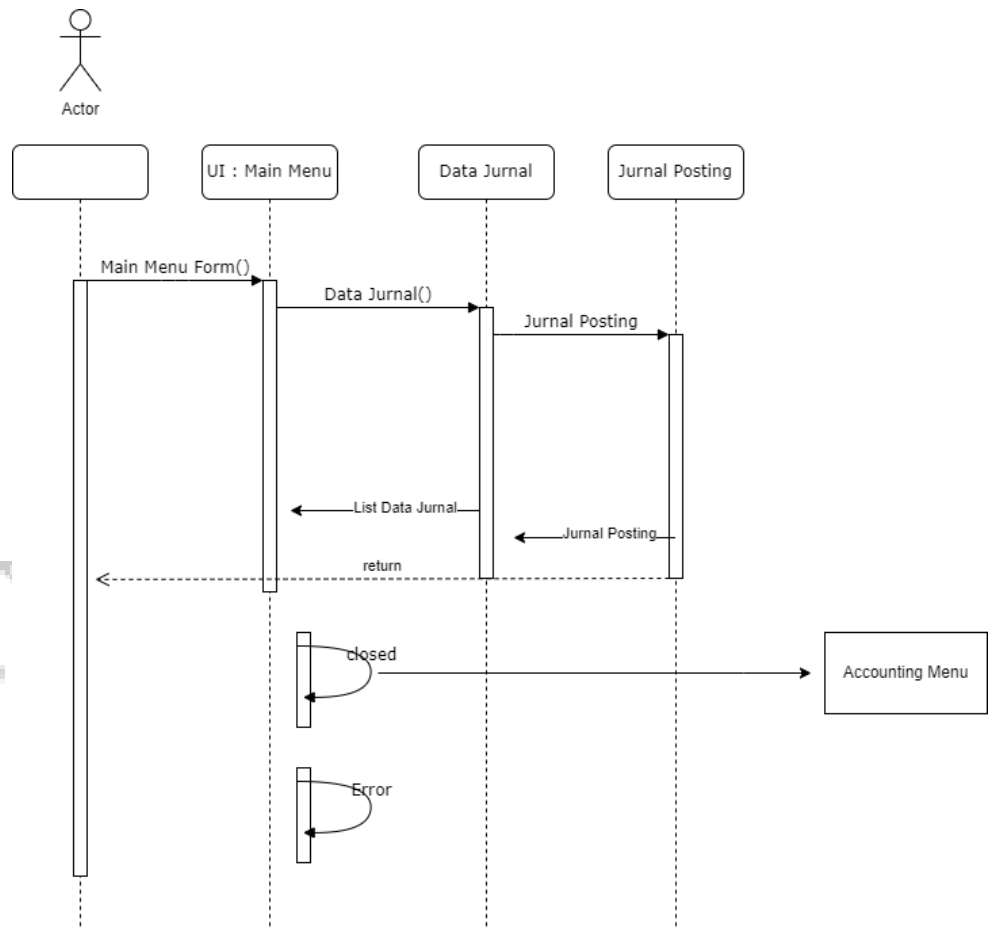 Actor
UI : Main Menu
Data Jurnal
Jurnal Posting
Main Menu Form()
Data Jurnal()
Jurnal Posting
List Data Jurnal
Jurnal Posting
return
closed
Accounting Menu
Error